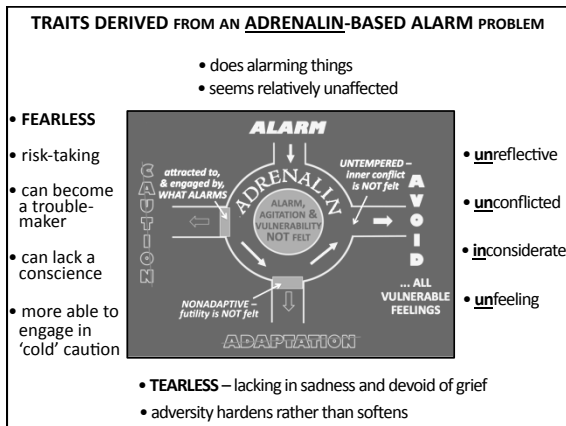 TRAITS DERIVED FROM AN ADRENALIN-BASED ALARM PROBLEM
• does alarming things
• seems relatively unaffected
• FEARLESS
• risk-taking
• can become
a trouble-
maker
• can lack a
conscience
• more able to
engage in
‘cold’ caution
ALARM
CAUTION
attracted to,
& engaged by,
WHAT ALARMS
ADRENALIN
UNTEMPERED –
inner conflict
is NOT felt
ALARM,
AGITATION &
VULNERABILITY
NOT FELT
AVOID
... ALL
VULNERABLE
FEELINGS
NONADAPTIVE –
futility is NOT felt
ADAPTATION
• unreflective
• unconflicted
• inconsiderate
• unfeeling
• TEARLESS – lacking in sadness and devoid of grief
• adversity hardens rather than softens